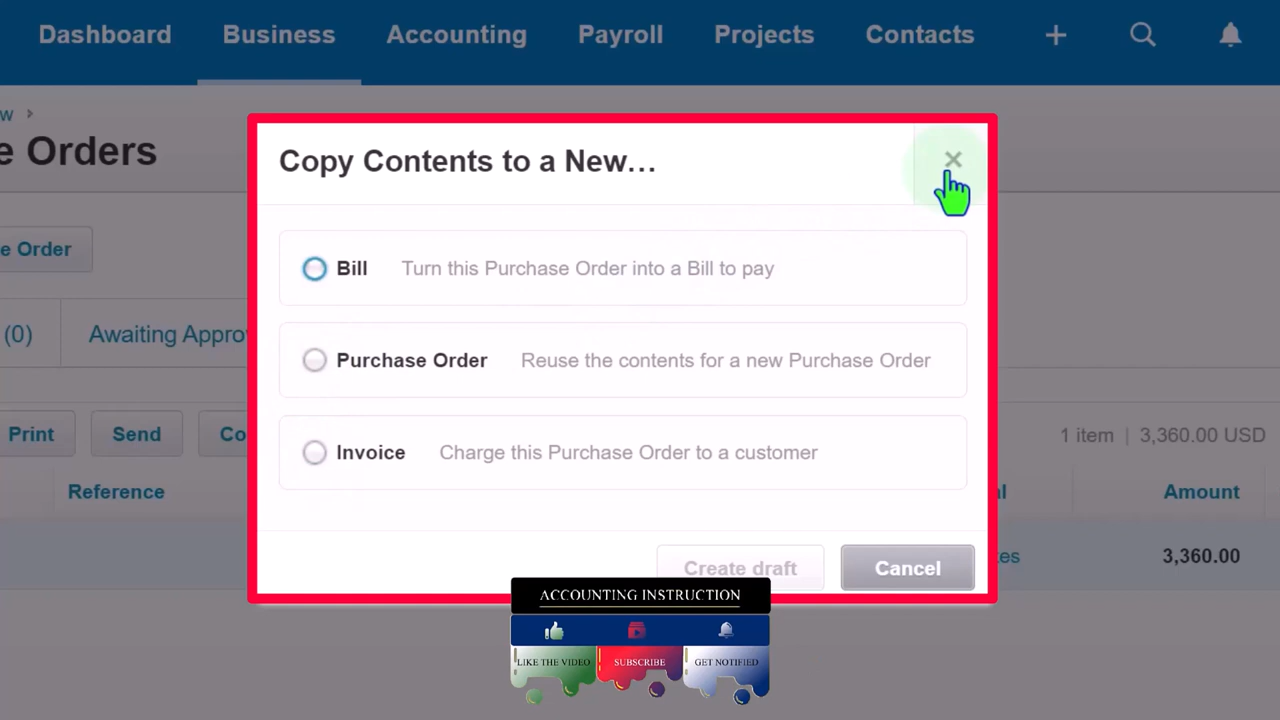 Dashboard Business Accounting Payroll Projects Contacts
w
e Orders
Copy Contents to a New…
e Order
Bill Turn this Purchase Order into a Bill to pay
(0) Awaiting Appro
Purchase Order Reuse the contents for a new Purchase Order
Print Send Co
1 item | 3,360.00 USD
Invoice Charge this Purchase Order to a customer
Reference Amount
3,360.00
Create draft Cancel
ACCOUNTING INSTRUCTION
LIKE THE VIDEO SUBSCRIBE GET NOTIFIED